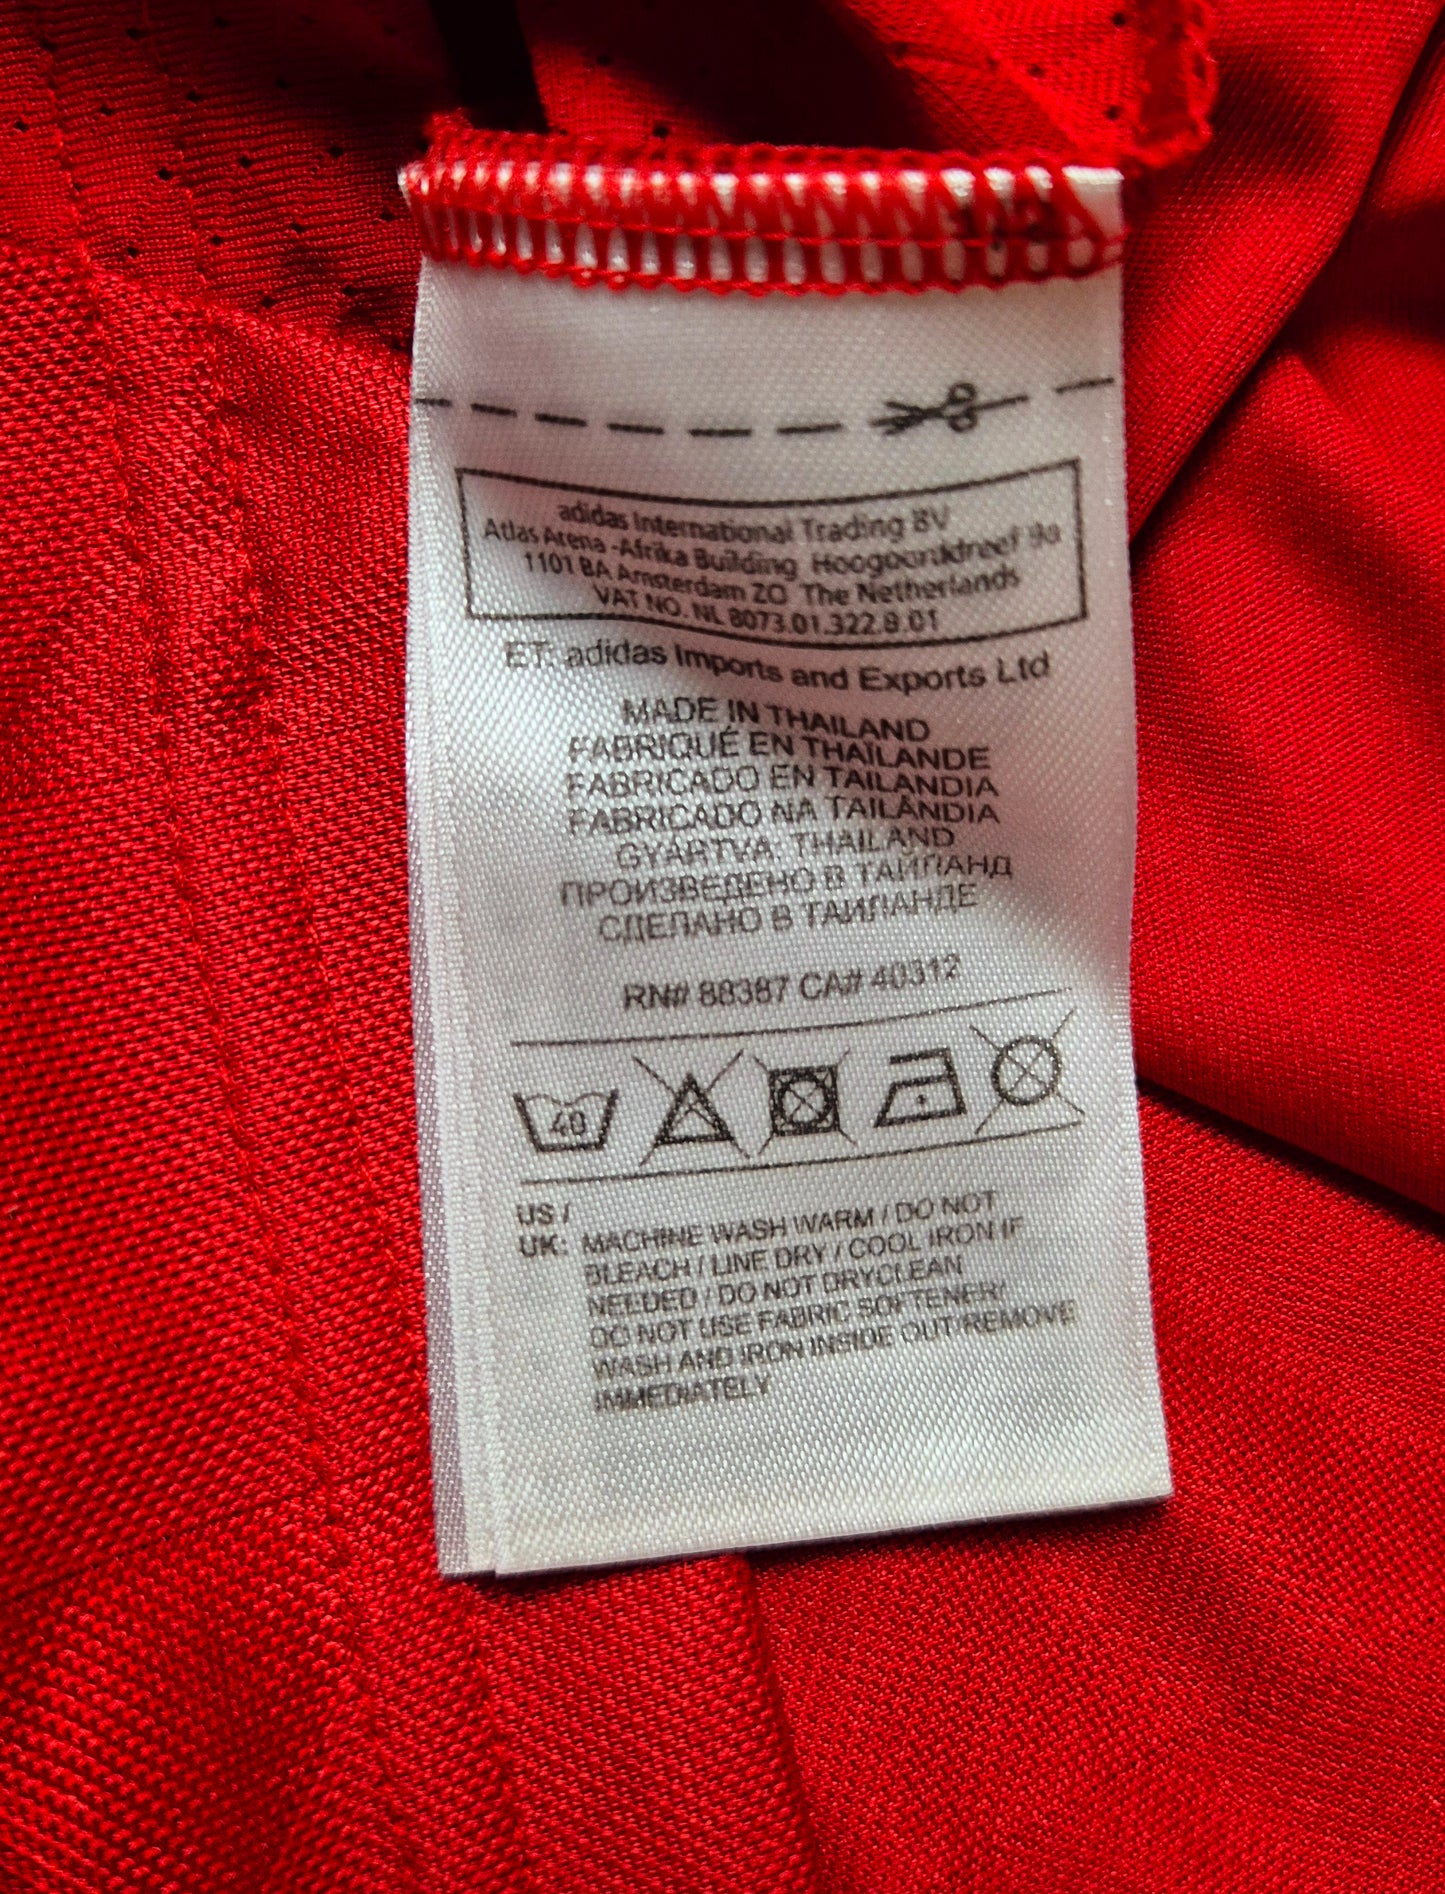 adidas International Trading BV
Atlas Arena -Afrika Building Hoogoorddreef 9a
1101 BA Amsterdam ZO The Netherlands
VAT NO. NL 8073.01.322.B.01
ET: adidas Imports and Exports Ltd
MADE IN THAILAND
FABRIQUÉ EN THAÏLANDE
FABRICADO EN TAILANDIA
FABRICADO NA TAILÂNDIA
GYÁRTVA: THAILAND
ПРОИЗВЕДЕНО В ТАЙЛАНД
СДЕЛАНО В ТАИЛАНДЕ
RN# 88387 CA# 40312
40
US /
UK: MACHINE WASH WARM / DO NOT
BLEACH / LINE DRY / COOL IRON IF
NEEDED / DO NOT DRYCLEAN
DO NOT USE FABRIC SOFTENER/
WASH AND IRON INSIDE OUT/REMOVE
IMMEDIATELY